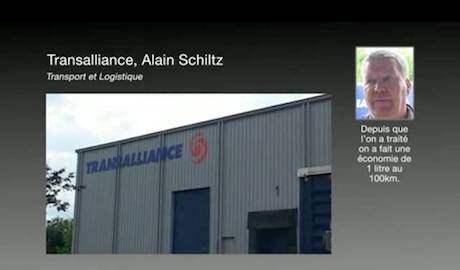 Transalliance, Alain Schiltz
Transport et Logistique
TRANSALLIANCE
1
Depuis que
l'on a traité
on a fait une
économie de
1 litre au
100km.